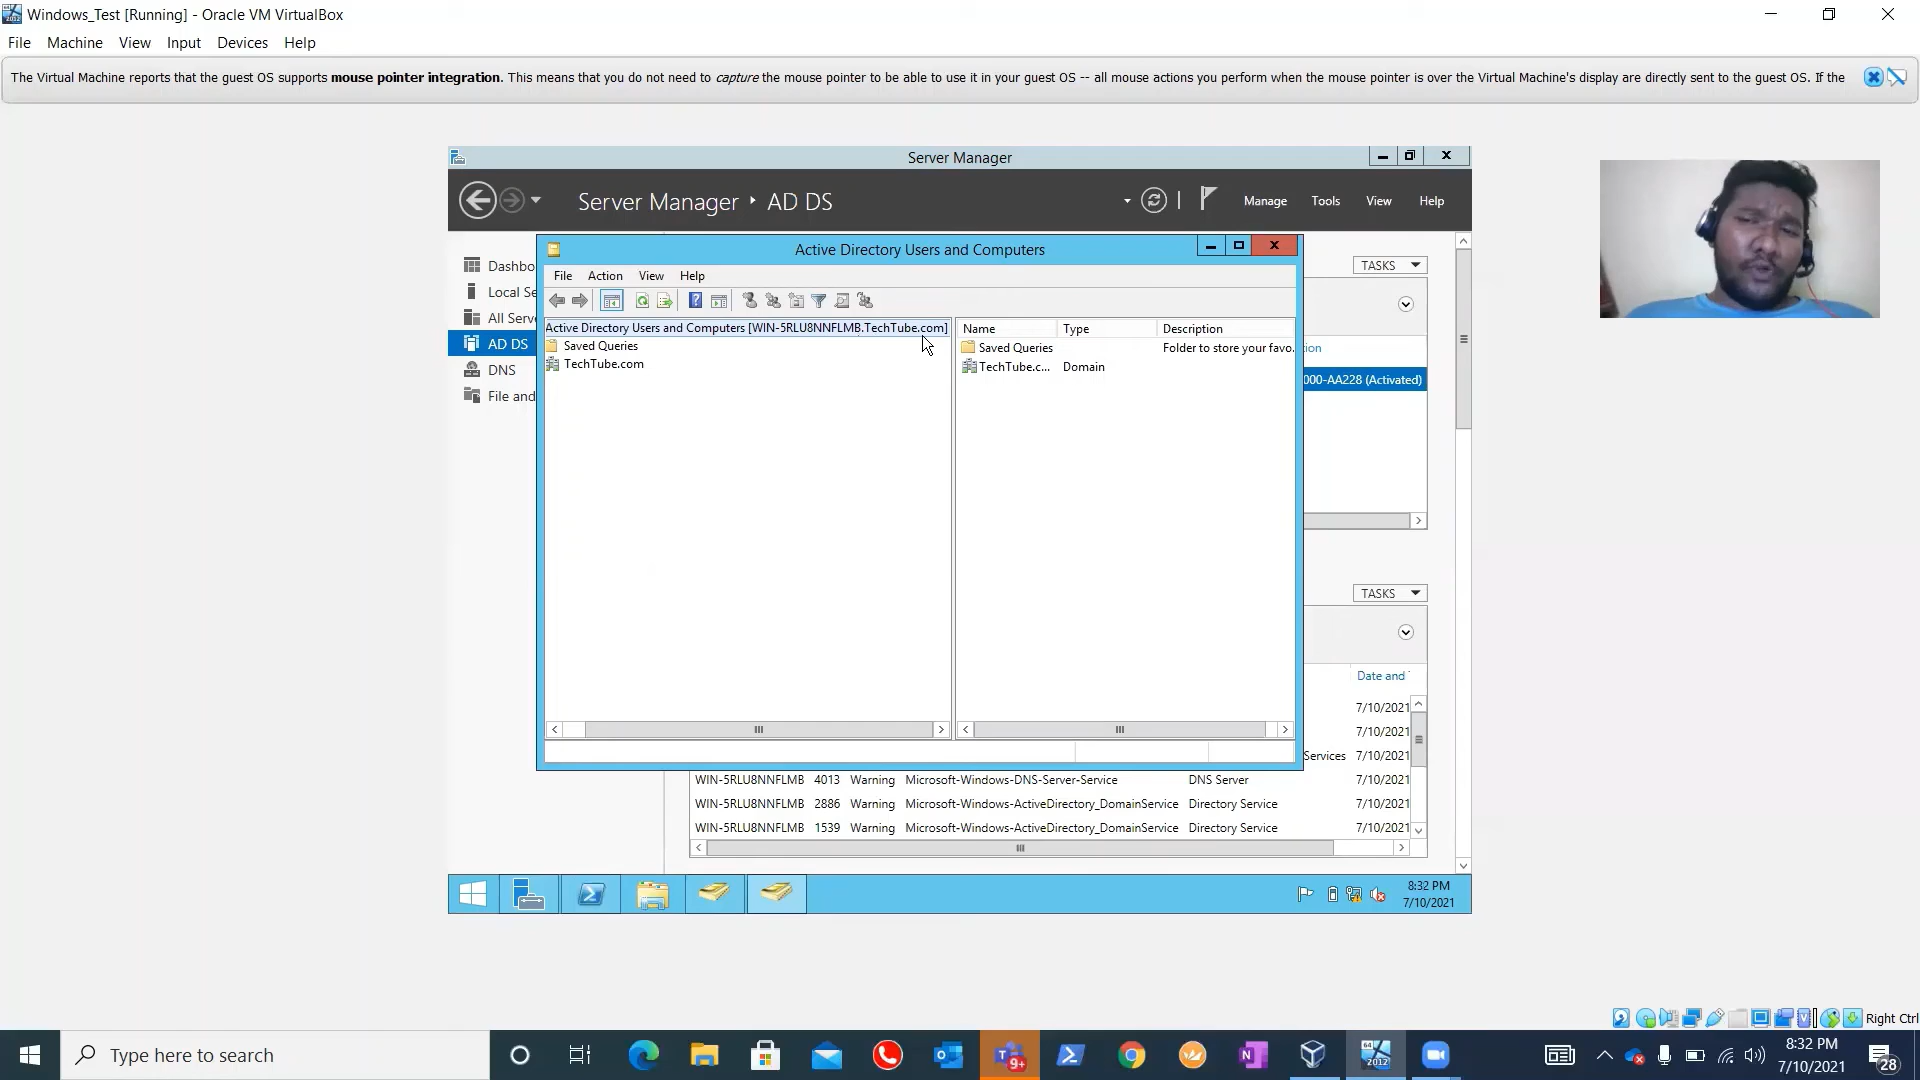 Windows_Test [Running] - Oracle VM VirtualBox
File Machine View Input Devices Help
The Virtual Machine reports that the guest OS supports mouse pointer integration. This means that you do not need to capture the mouse pointer to be able to use it in your guest OS -- all mouse actions you perform when the mouse pointer is over the Virtual Machine's display are directly sent to the guest OS. If the
Server Manager
Server Manager AD DS
Manage Tools View Help
Dashbo
Local Se
All Serve
AD DS
DNS
File and
TASKS
Active Directory Users and Computers
File Action View Help
Active Directory Users and Computers [WIN-5RLU8NNFLMB.TechTube.com]
Saved Queries
TechTube.com
Name Type Description
Saved Queries Folder to store your favo.
TechTube.c... Domain
tion
000-AA228 (Activated)
TASKS
Date and
7/10/2021
7/10/2021
Services 7/10/2021
WIN-5RLU8NNFLMB 4013 Warning Microsoft-Windows-DNS-Server-Service DNS Server 7/10/2021
WIN-5RLU8NNFLMB 2886 Warning Microsoft-Windows-ActiveDirectory_DomainService Directory Service 7/10/2021
WIN-5RLU8NNFLMB 1539 Warning Microsoft-Windows-ActiveDirectory_DomainService Directory Service 7/10/2021
8:32 PM
7/10/2021
Right Ctrl
Type here to search
9+
64
2012
8:32 PM
7/10/2021
28